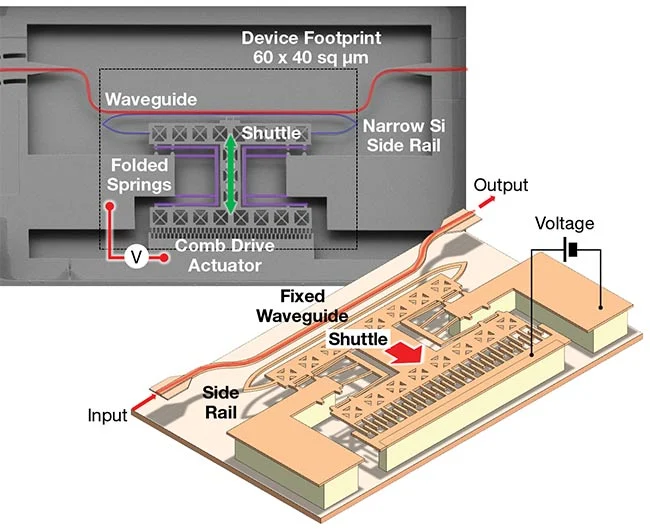 Device Footprint
60 x 40 sq µm
Waveguide
Shuttle
Narrow Si
Side Rail
Folded
Springs
V
Comb Drive
Actuator
Output
Voltage
Fixed
Waveguide
Shuttle
Side
Rail
Input